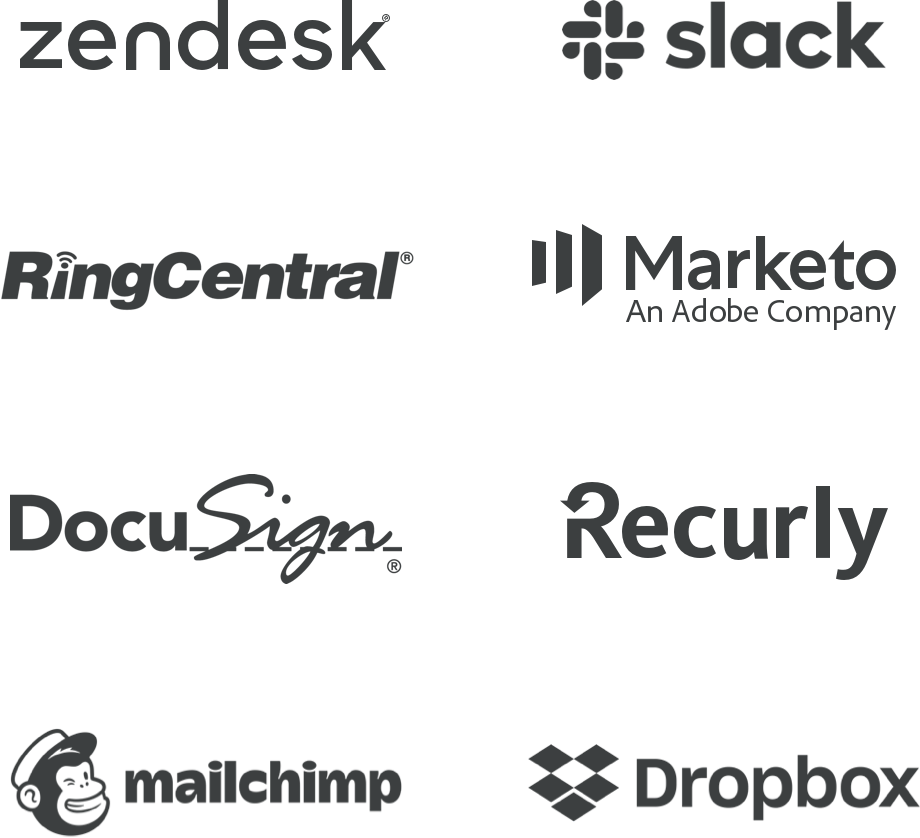 zendesk®
slack
RingCentral®
Marketo
An Adobe Company
DocuSign®
Recurly
mailchimp
Dropbox